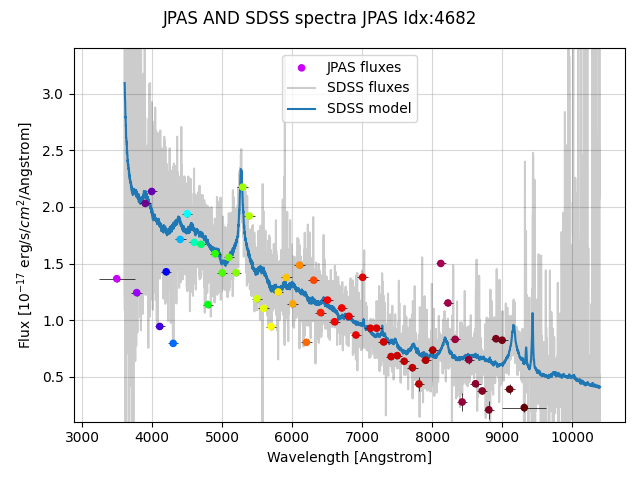 JPAS AND SDSS spectra JPAS Idx:4682
JPAS fluxes
SDSS fluxes
SDSS model
Flux [10⁻¹⁷ erg/s/cm²/Angstrom]
3.0
2.5
2.0
1.5
1.0
0.5
3000 4000 5000 6000 7000 8000 9000 10000
Wavelength [Angstrom]